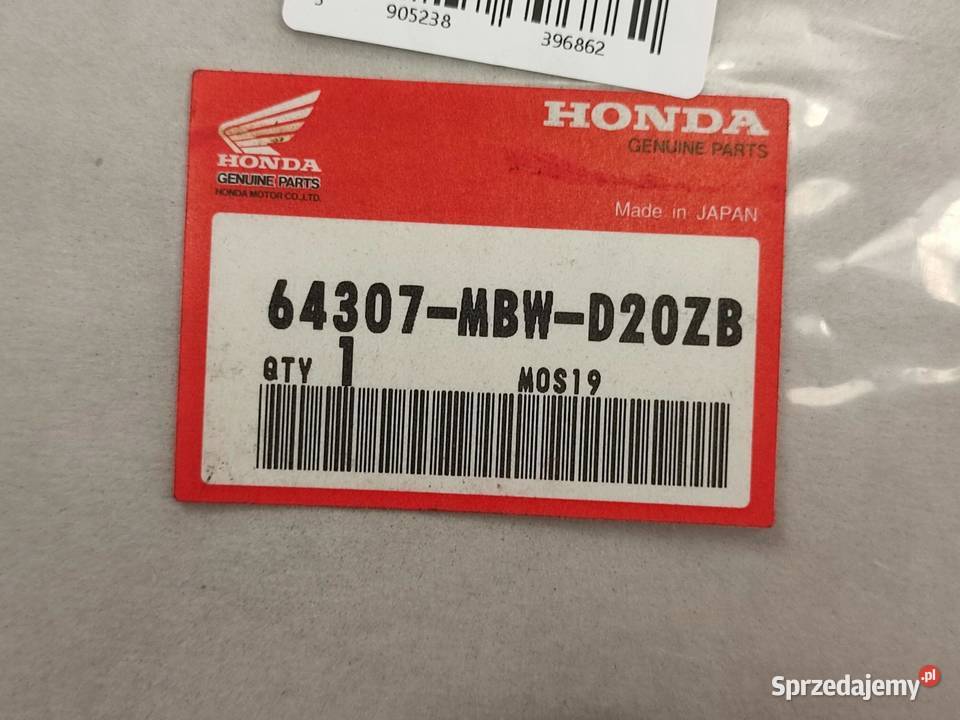 905238
396862
HONDA
GENUINE PARTS
HONDA MOTOR CO.,LTD.
HONDA
GENUINE PARTS
Made in JAPAN
64307-MBW-D20ZB
QTY 1 MOS19
Sprzedajemy.pl